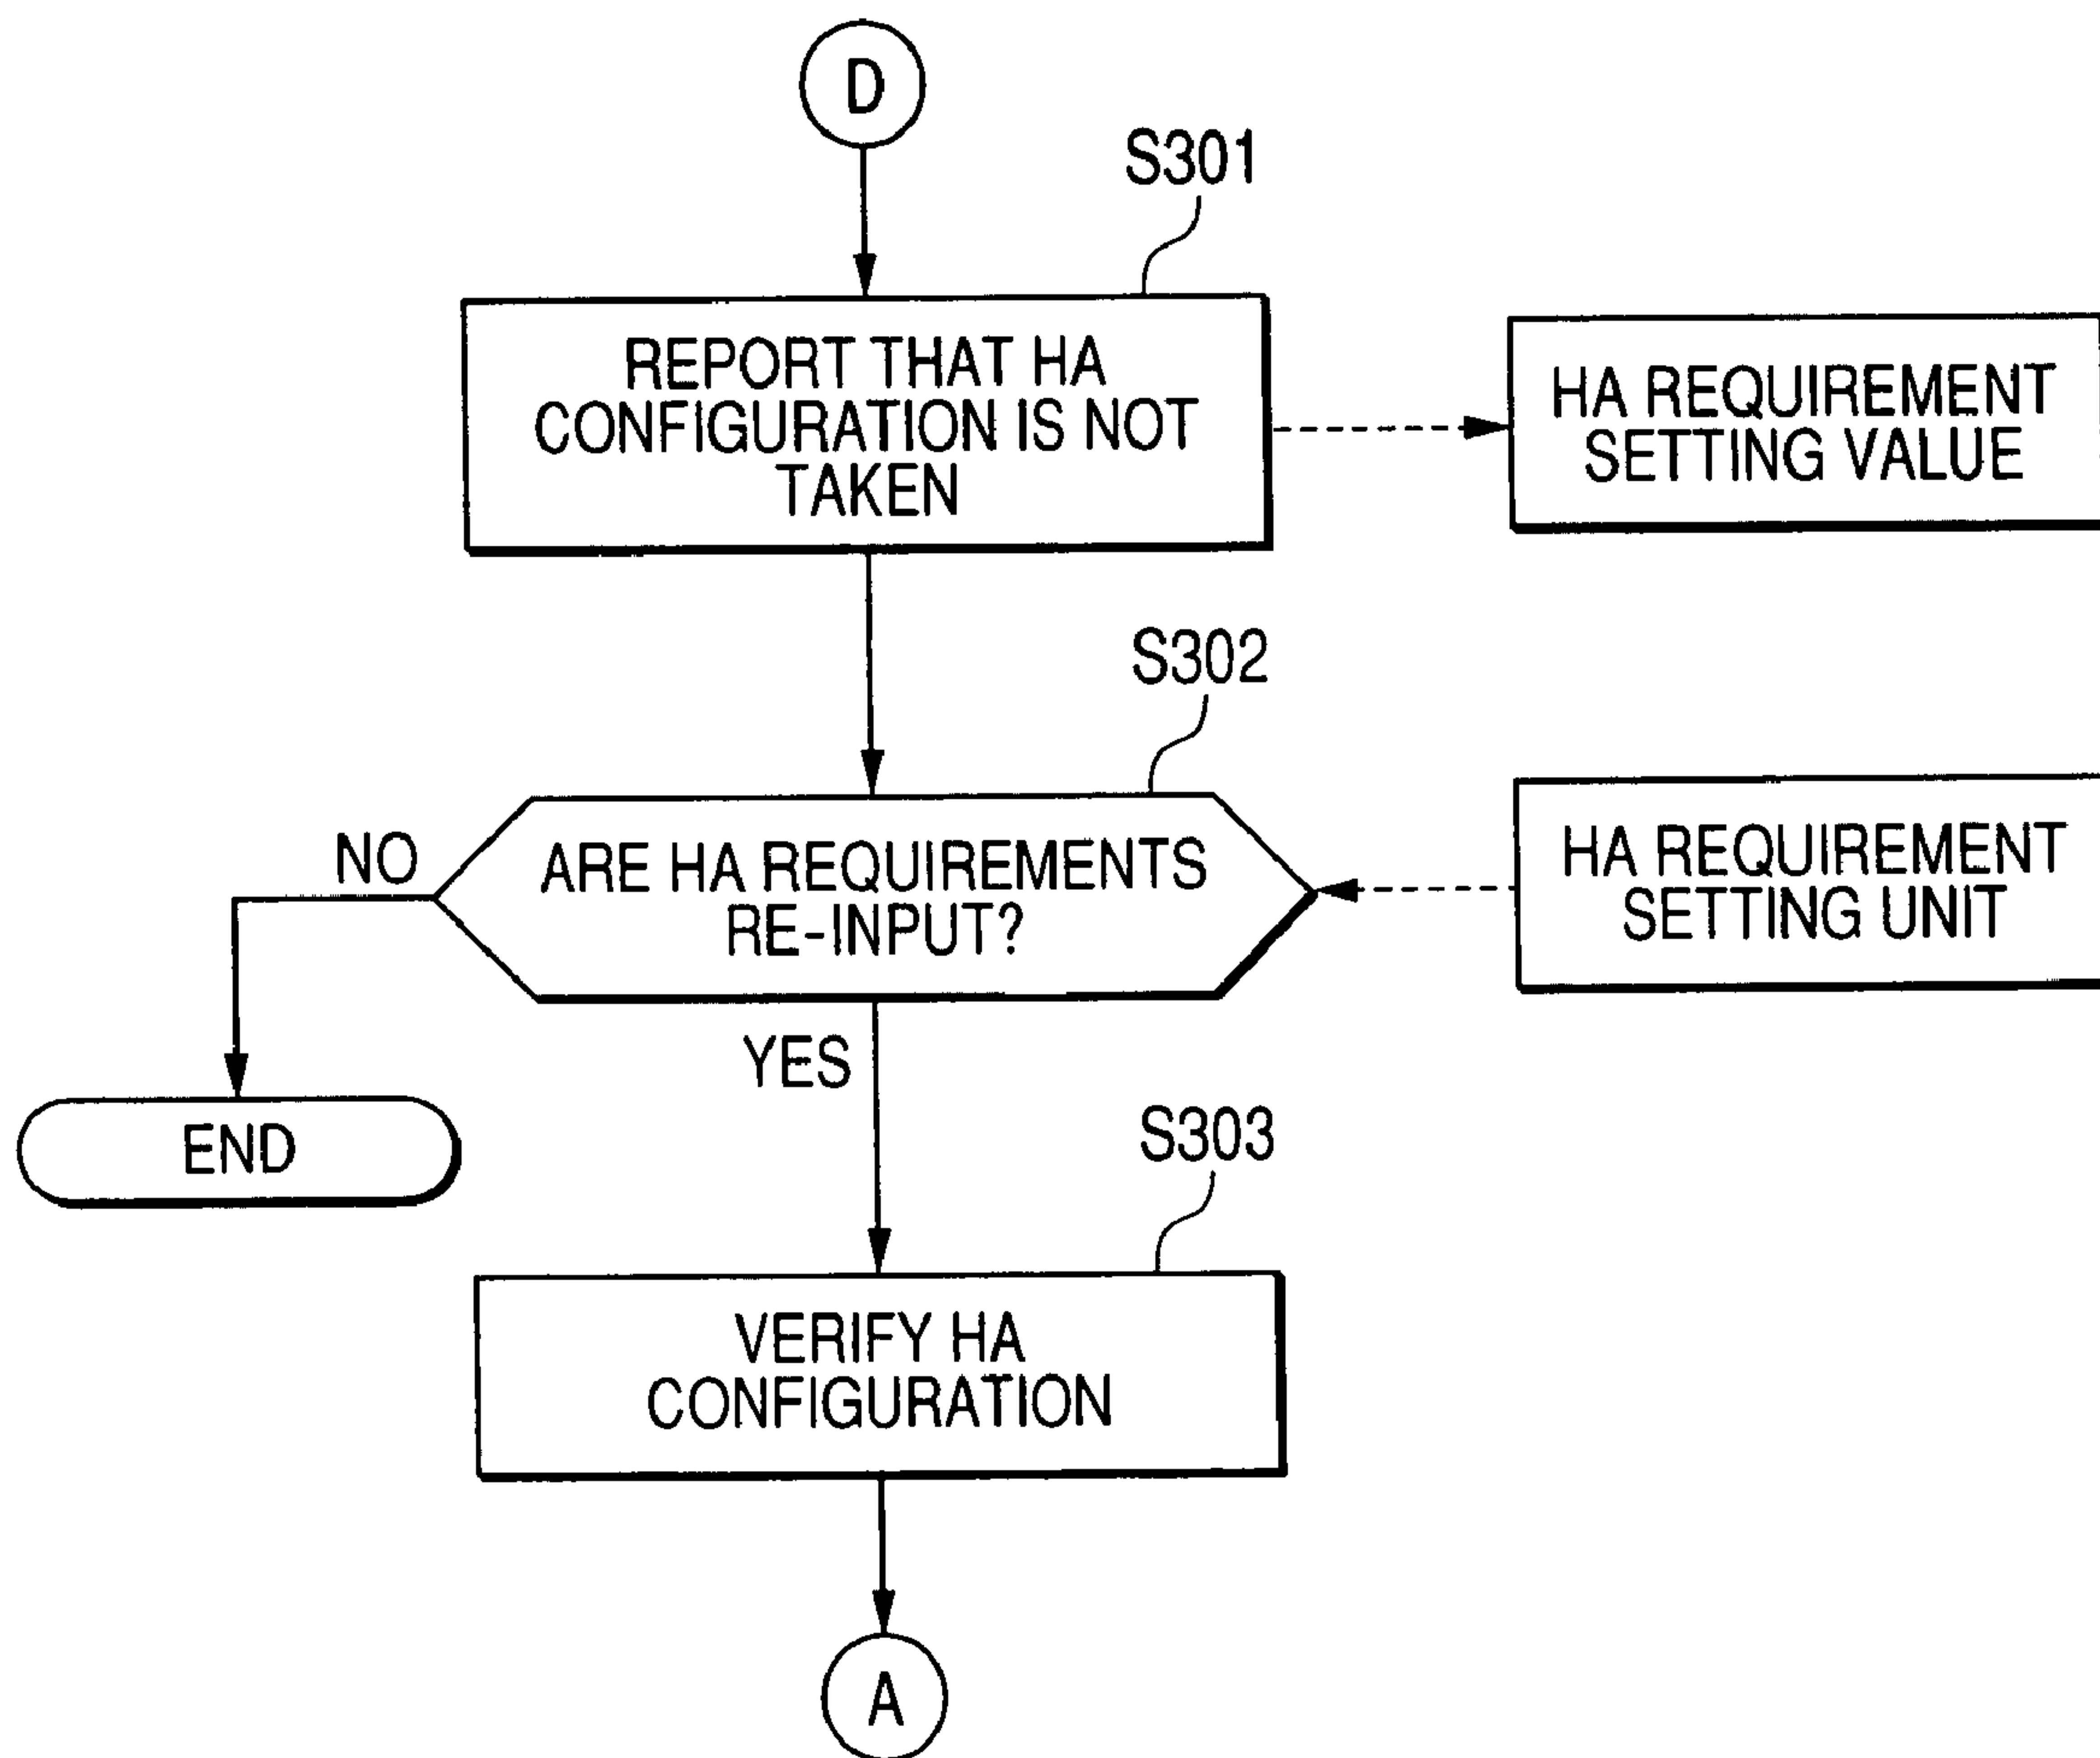 D
S301
REPORT THAT HA
CONFIGURATION IS NOT
TAKEN
HA REQUIREMENT
SETTING VALUE
S302
ARE HA REQUIREMENTS
RE-INPUT?
HA REQUIREMENT
SETTING UNIT
NO
YES
END
S303
VERIFY HA
CONFIGURATION
A